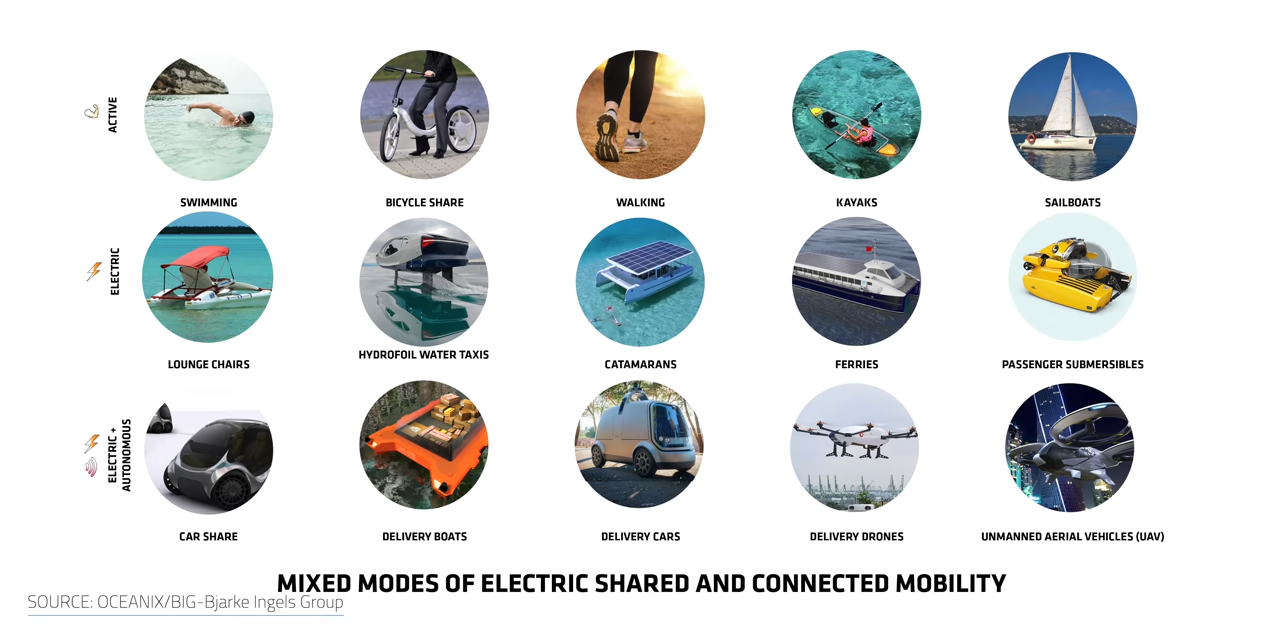 ACTIVE
SWIMMING
BICYCLE SHARE
WALKING
KAYAKS
SAILBOATS
ELECTRIC
LOUNGE CHAIRS
HYDROFOIL WATER TAXIS
CATAMARANS
FERRIES
PASSENGER SUBMERSIBLES
ELECTRIC +
AUTONOMOUS
CAR SHARE
DELIVERY BOATS
DELIVERY CARS
DELIVERY DRONES
UNMANNED AERIAL VEHICLES (UAV)
MIXED MODES OF ELECTRIC SHARED AND CONNECTED MOBILITY
SOURCE: OCEANIX/BIG-Bjarke Ingels Group